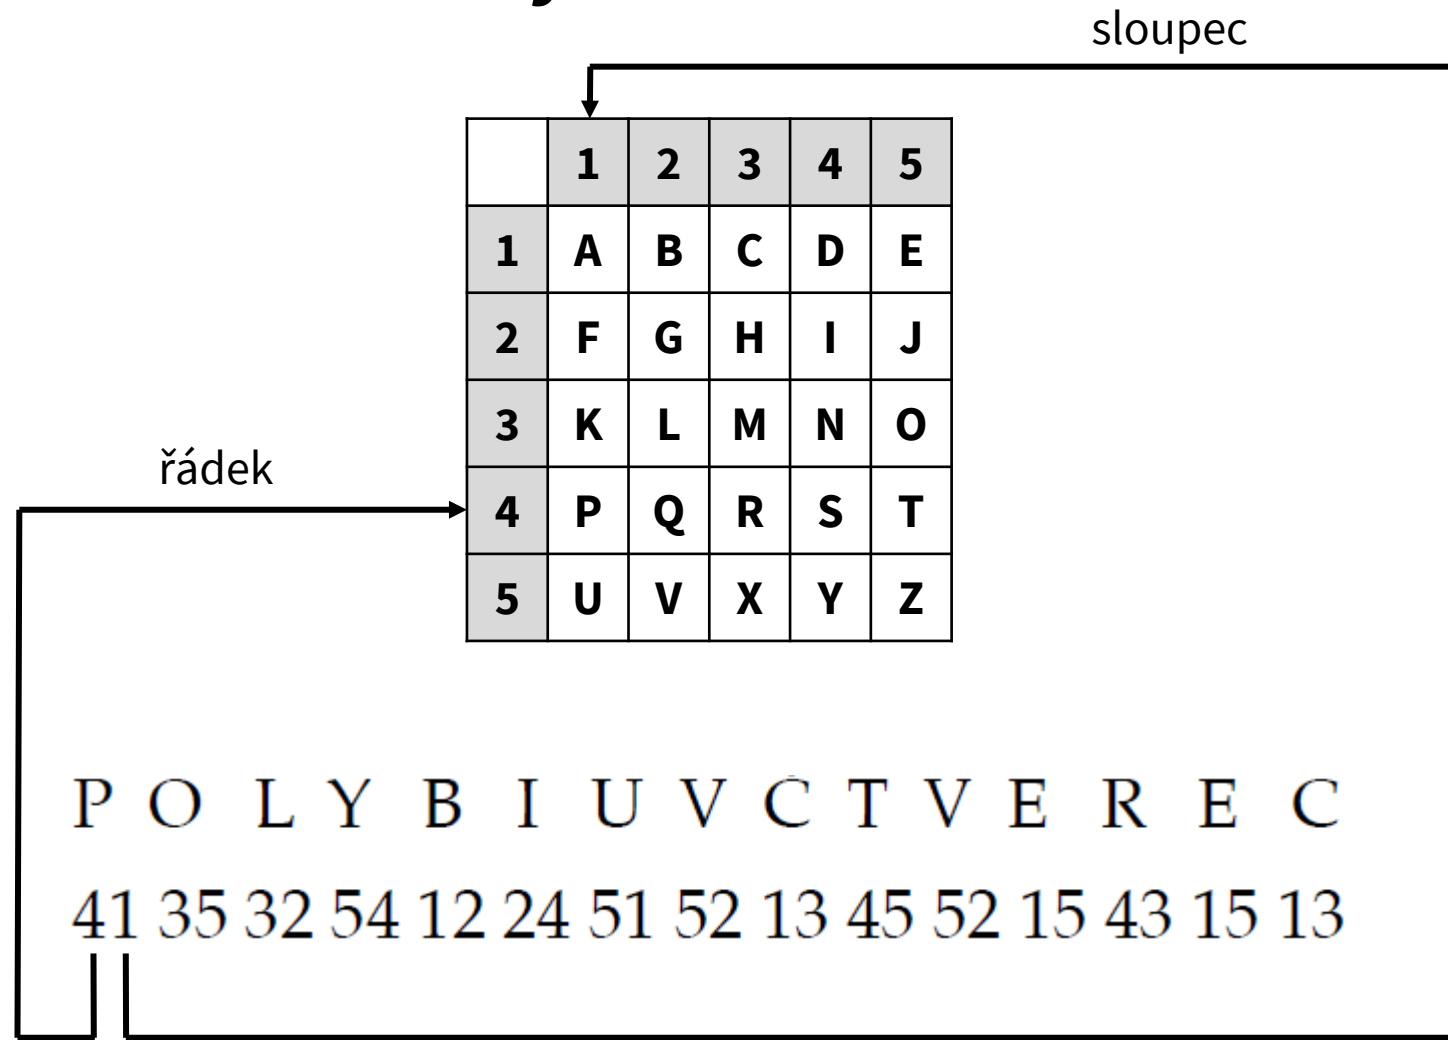 sloupec
1 2 3 4 5
1 A B C D E
2 F G H I J
3 K L M N O
řádek
4 P Q R S T
5 U V X Y Z
P O L Y B I U V C T V E R E C
41 35 32 54 12 24 51 52 13 45 52 15 43 15 13